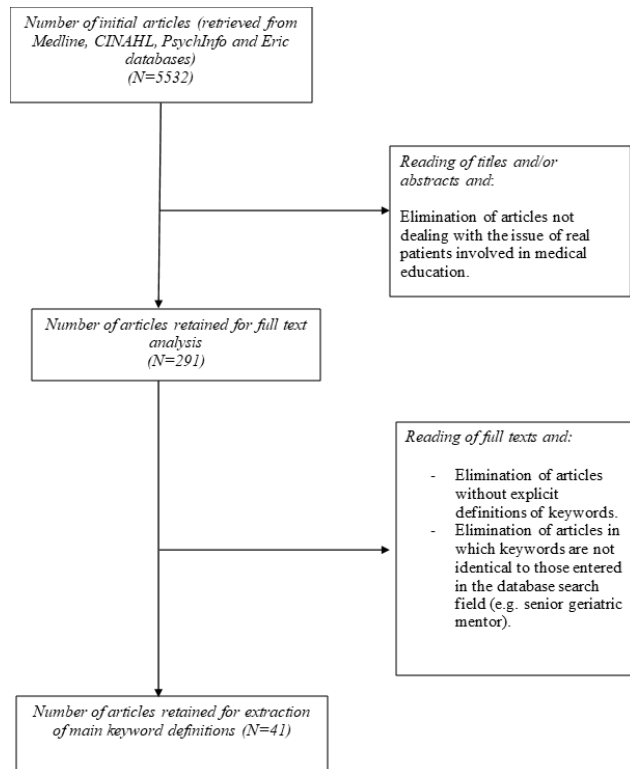 Number of initial articles (retrieved from
Medline, CINAHL, PsychInfo and Eric
databases)
(N=5532)
Reading of titles and/or
abstracts and:
Elimination of articles not
dealing with the issue of real
patients involved in medical
education.
Number of articles retained for full text
analysis
(N=291)
Reading of full texts and:
- Elimination of articles
without explicit
definitions of keywords.
- Elimination of articles in
which keywords are not
identical to those entered
in the database search
field (e.g. senior geriatric
mentor).
Number of articles retained for extraction
of main keyword definitions (N=41)